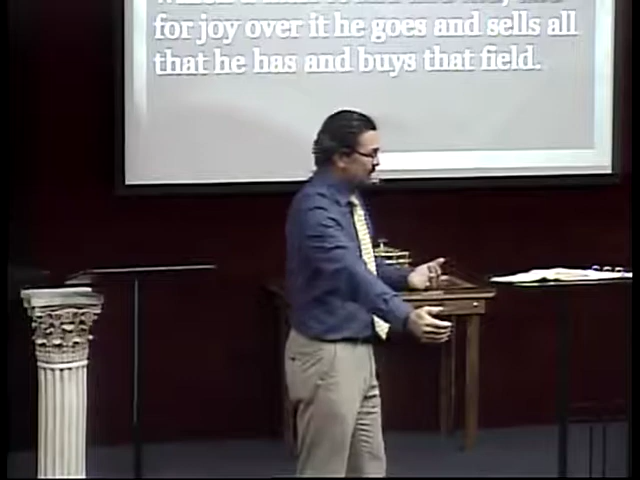 for joy over it he goes and sells all
that he has and buys that field.